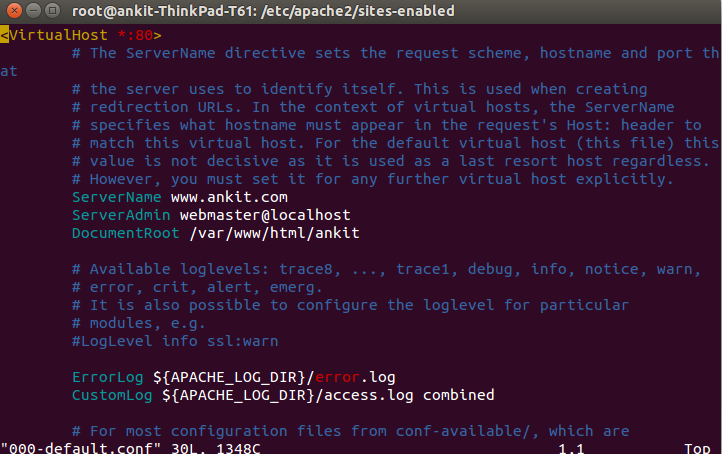 root@ankit-ThinkPad-T61: /etc/apache2/sites-enabled
<VirtualHost *:80>
# The ServerName directive sets the request scheme, hostname and port th
at
# the server uses to identify itself. This is used when creating
# redirection URLs. In the context of virtual hosts, the ServerName
# specifies what hostname must appear in the request's Host: header to
# match this virtual host. For the default virtual host (this file) this
# value is not decisive as it is used as a last resort host regardless.
# However, you must set it for any further virtual host explicitly.
ServerName www.ankit.com
ServerAdmin webmaster@localhost
DocumentRoot /var/www/html/ankit
# Available loglevels: trace8, ..., trace1, debug, info, notice, warn,
# error, crit, alert, emerg.
# It is also possible to configure the loglevel for particular
# modules, e.g.
#LogLevel info ssl:warn
ErrorLog ${APACHE_LOG_DIR}/error.log
CustomLog ${APACHE_LOG_DIR}/access.log combined
# For most configuration files from conf-available/, which are
"000-default.conf" 30L, 1348C 1,1 Top